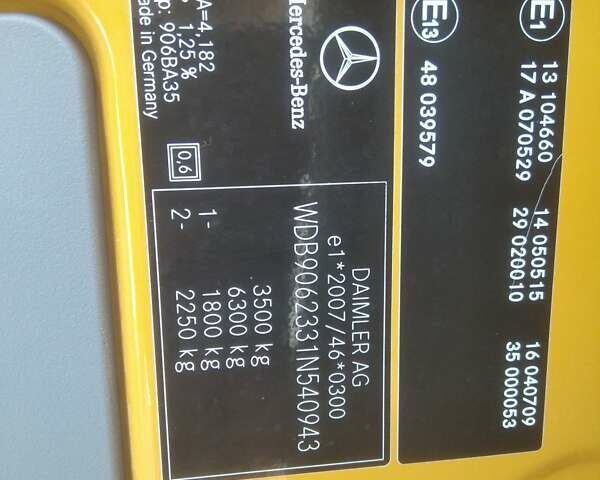 E1 13 104660 14 050515 16 040709
17 A 070529 29 020010 35 000053
E13 48 039579
Mercedes-Benz
DAIMLER AG
e1*2007/46*0300
WDB9062331N540943
3500 kg
6300 kg
1- 1800 kg
2- 2250 kg
A=4,182
1,25 %
p: 906BA35
ade in Germany
0,6